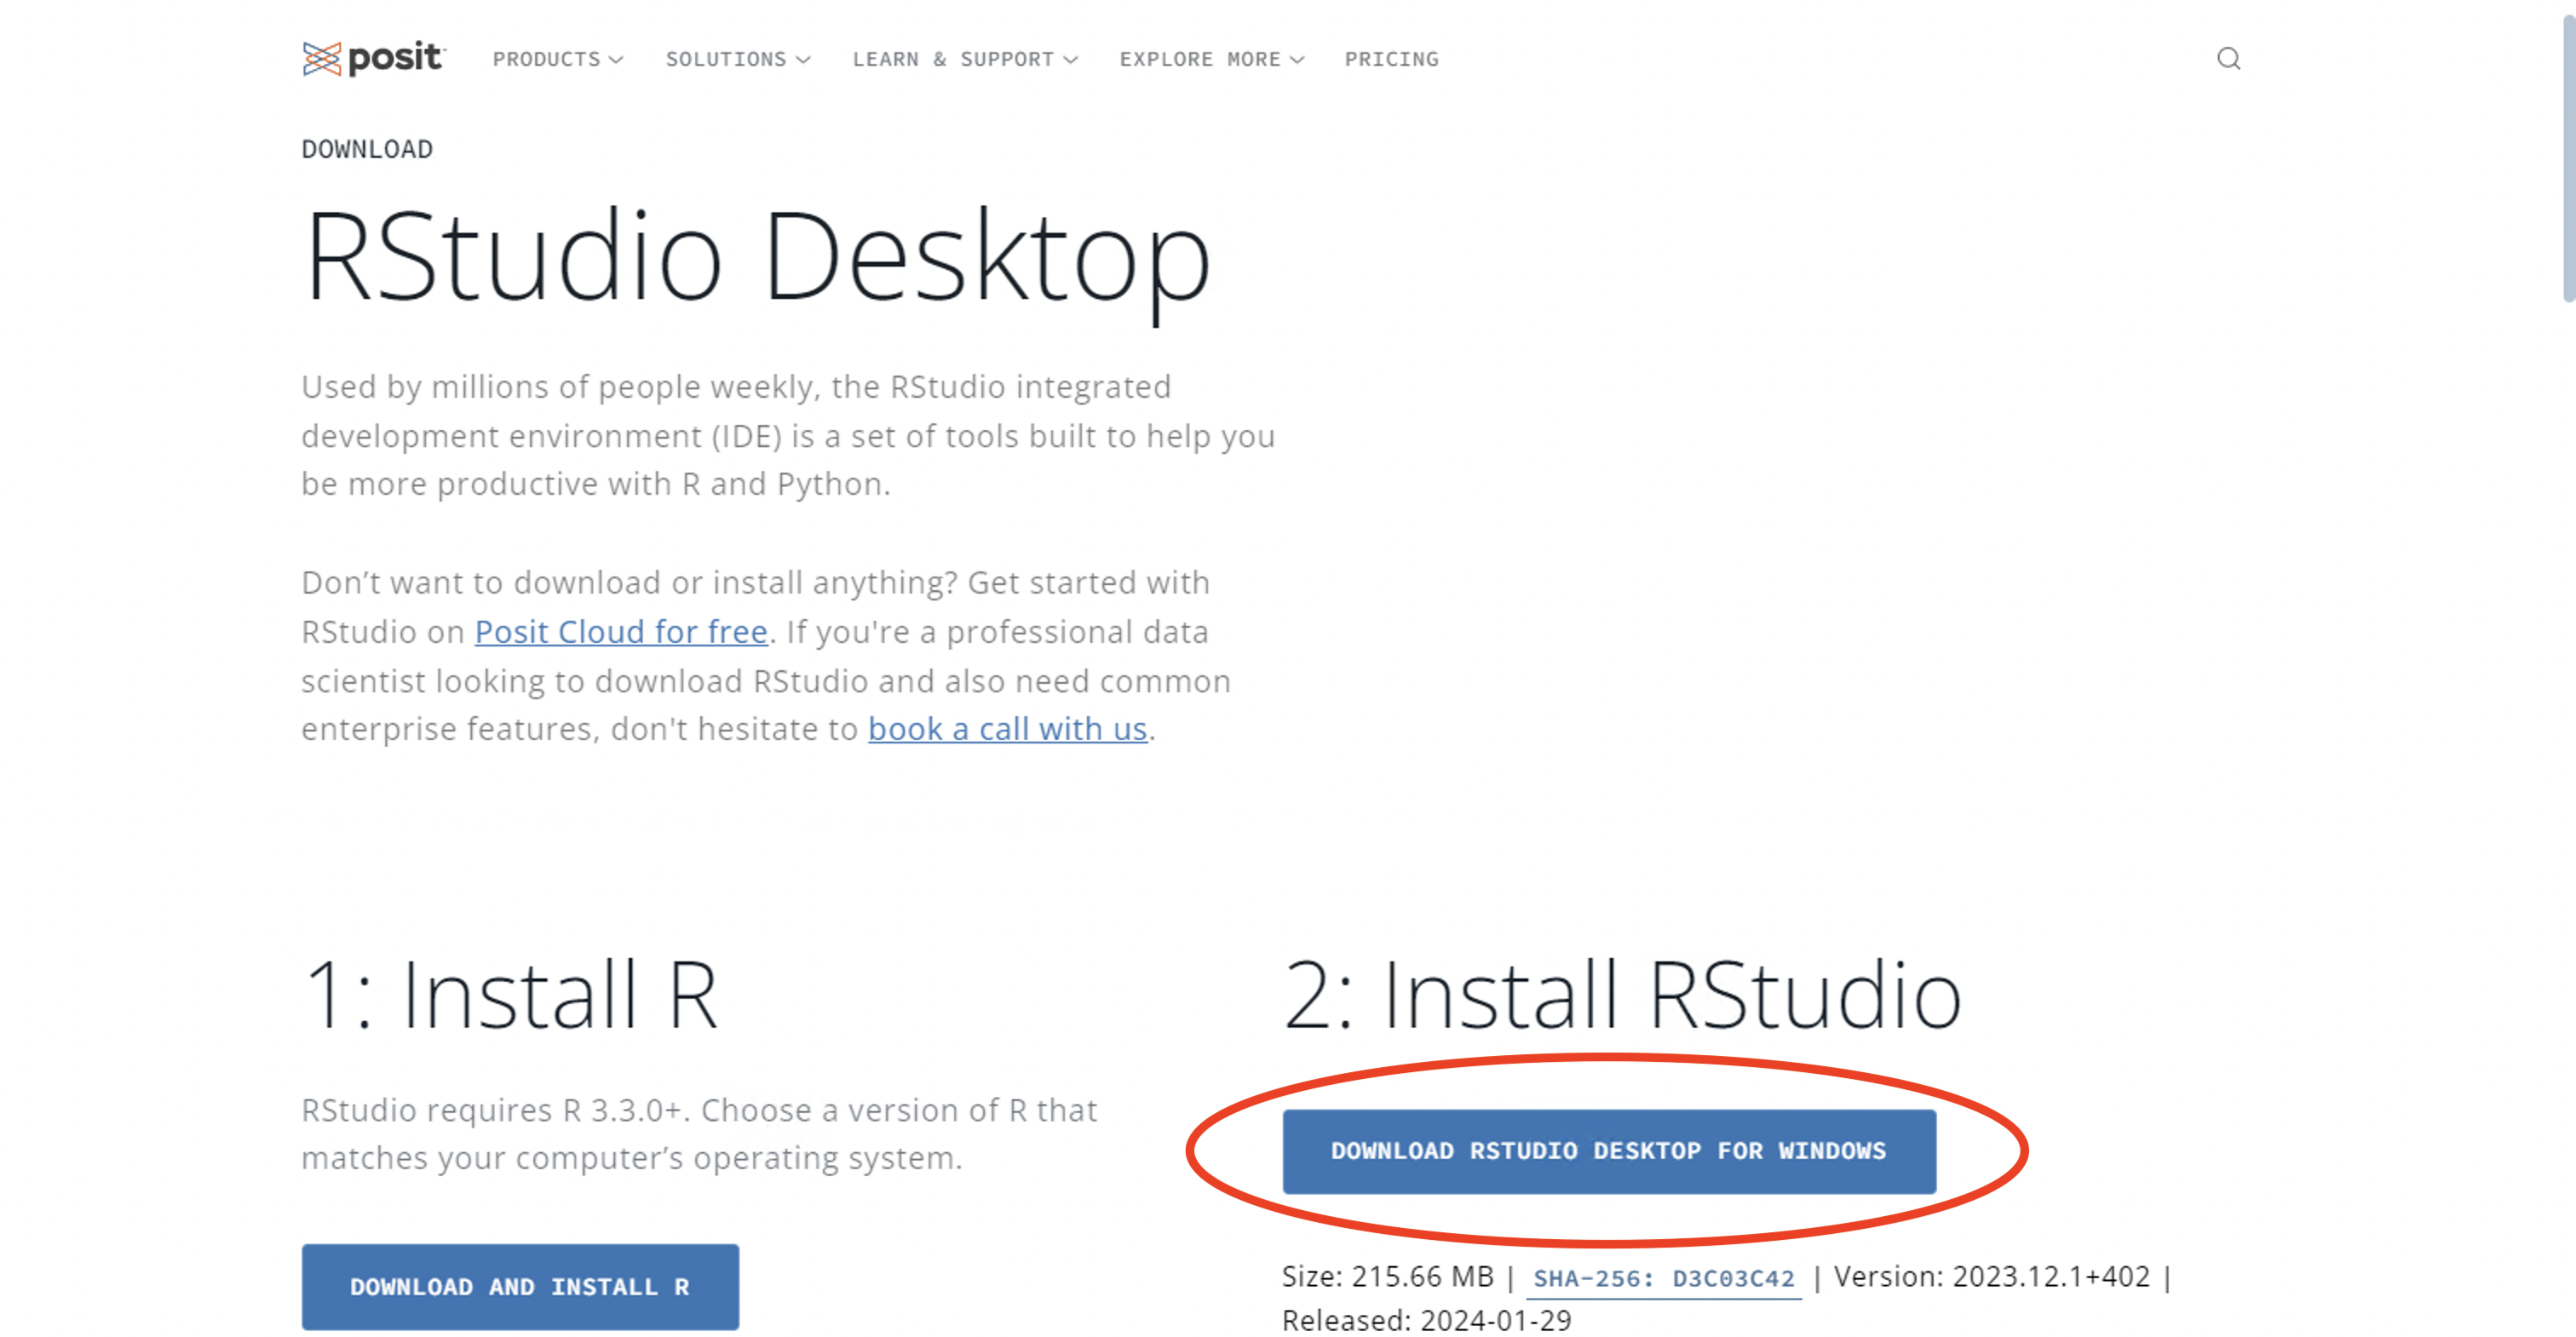 posit PRODUCTS SOLUTIONS LEARN & SUPPORT EXPLORE MORE PRICING
DOWNLOAD
RStudio Desktop
Used by millions of people weekly, the RStudio integrated
development environment (IDE) is a set of tools built to help you
be more productive with R and Python.
Don’t want to download or install anything? Get started with
RStudio on Posit Cloud for free. If you're a professional data
scientist looking to download RStudio and also need common
enterprise features, don't hesitate to book a call with us.
1: Install R
RStudio requires R 3.3.0+. Choose a version of R that
matches your computer’s operating system.
DOWNLOAD AND INSTALL R
2: Install RStudio
DOWNLOAD RSTUDIO DESKTOP FOR WINDOWS
Size: 215.66 MB | SHA-256: D3C03C42 | Version: 2023.12.1+402 |
Released: 2024-01-29